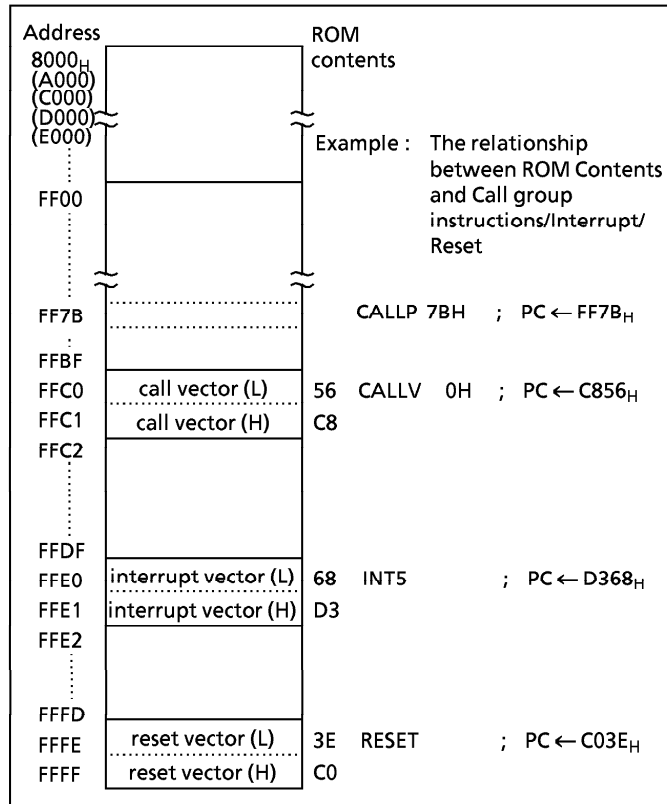 Address ROM
8000H contents
(A000)
(C000)
(D000)
(E000)
Example : The relationship
between ROM Contents
and Call group
instructions/Interrupt/
Reset
FF00
FF7B CALLP 7BH ; PC ← FF7BH
FFBF
FFC0 call vector (L) 56 CALLV 0H ; PC ← C856H
FFC1 call vector (H) C8
FFC2
FFDF
FFE0 interrupt vector (L) 68 INT5 ; PC ← D368H
FFE1 interrupt vector (H) D3
FFE2
FFFD
FFFE reset vector (L) 3E RESET ; PC ← C03EH
FFFF reset vector (H) C0